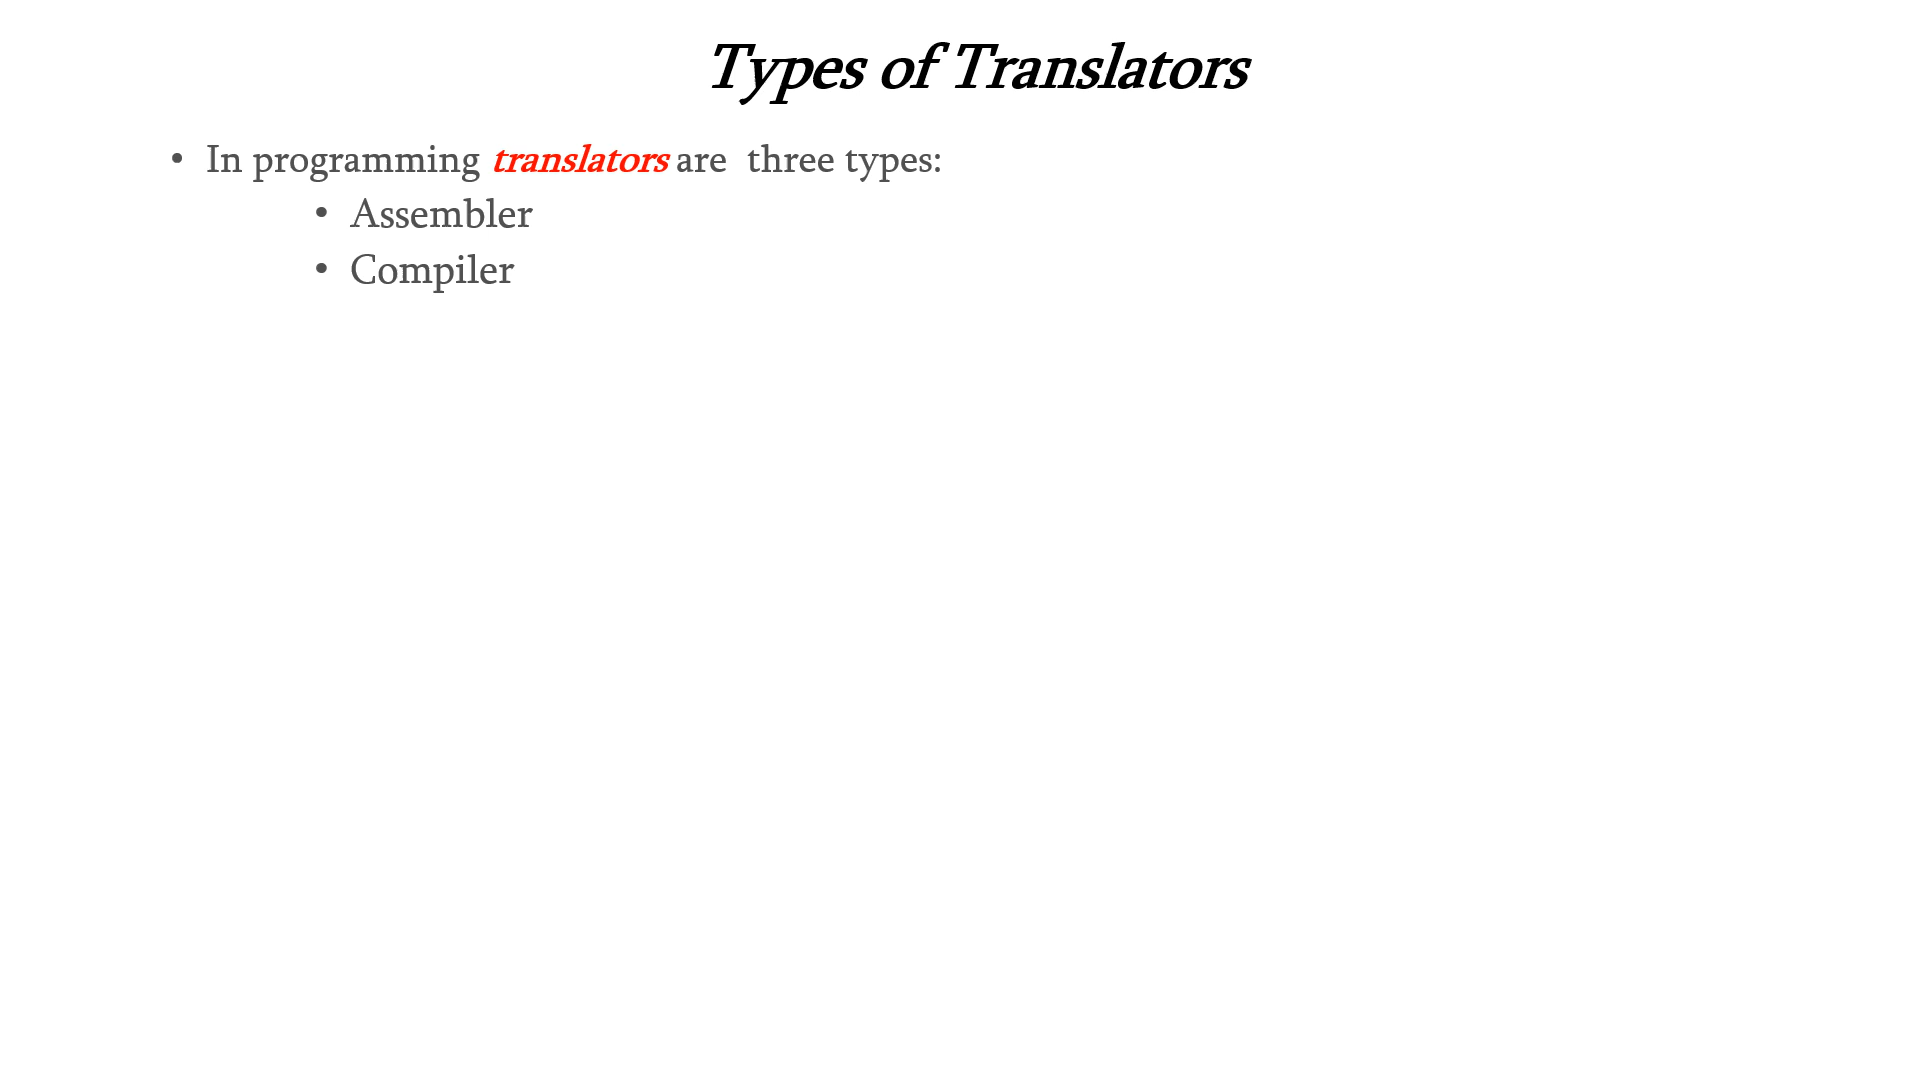 Types of Translators
• In programming translators are  three types:
• Assembler
• Compiler